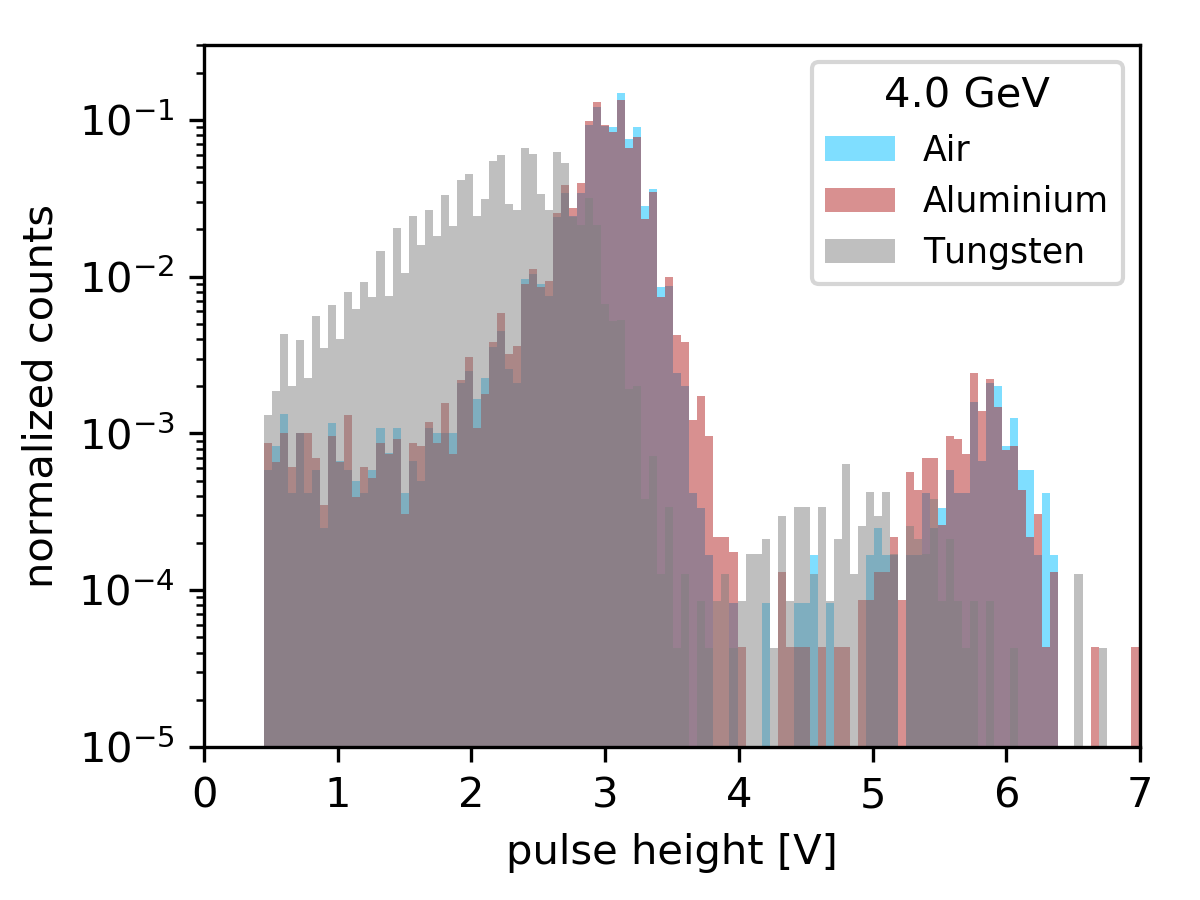 4.0 GeV
Air
Aluminium
Tungsten
normalized counts
10⁻¹
10⁻²
10⁻³
10⁻⁴
10⁻⁵
0 1 2 3 4 5 6 7
pulse height [V]